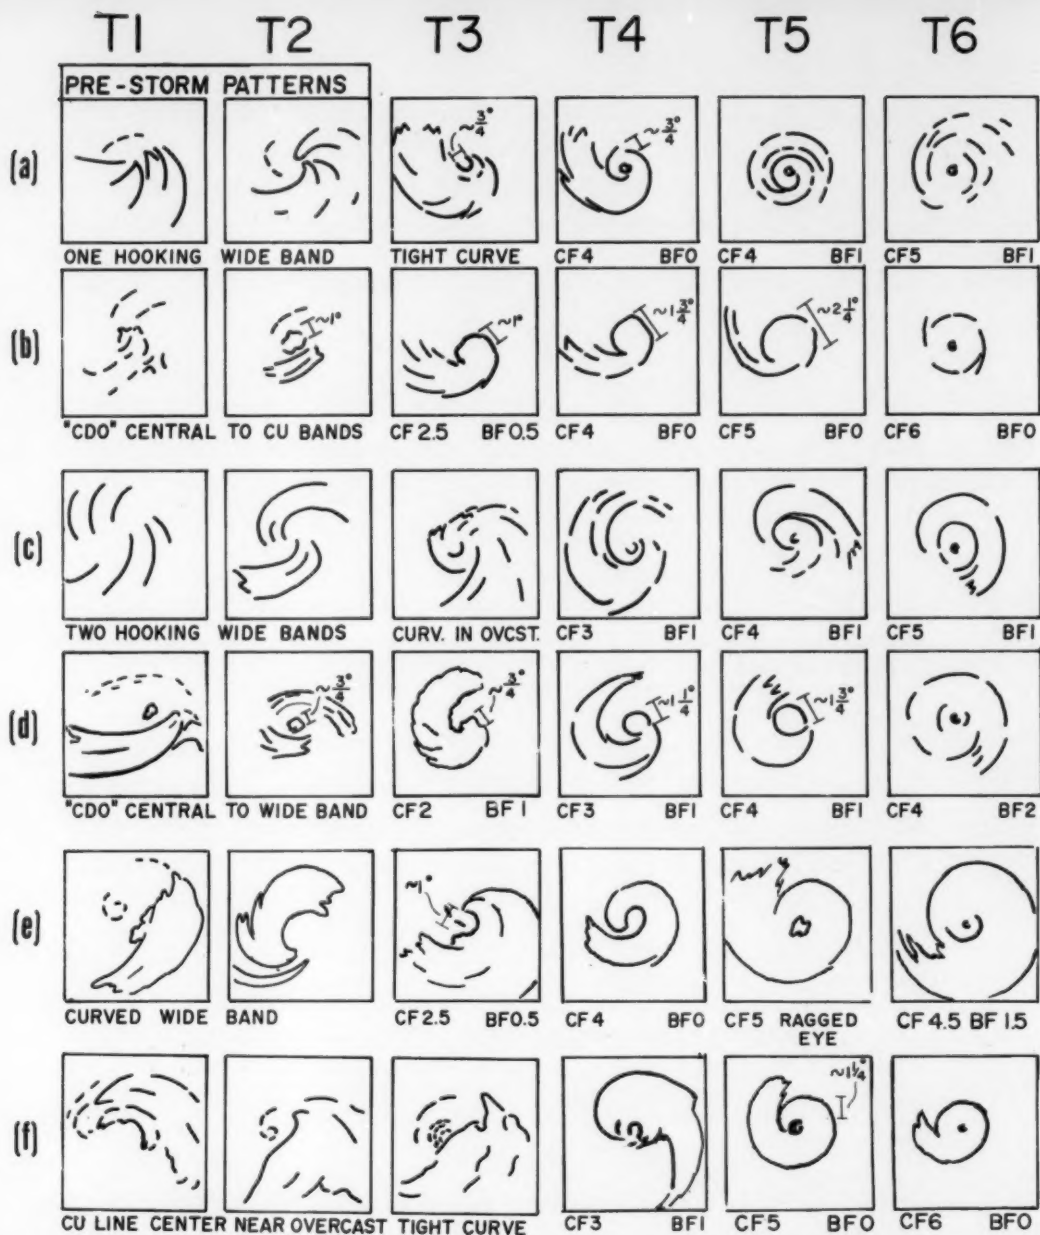 T1 T2 T3 T4 T5 T6
PRE-STORM PATTERNS
(a)
~3/4° ~3/4°
ONE HOOKING WIDE BAND TIGHT CURVE CF4 BF0 CF4 BF1 CF5 BF1
(b)
~1° ~1° ~1 3/4° ~2 1/4°
"CDO" CENTRAL TO CU BANDS CF2.5 BF0.5 CF4 BF0 CF5 BF0 CF6 BF0
(c)
TWO HOOKING WIDE BANDS CURV. IN OVCST. CF3 BF1 CF4 BF1 CF5 BF1
(d)
~3/4° ~3/4° ~1 1/4° ~1 3/4°
"CDO" CENTRAL TO WIDE BAND CF2 BF1 CF3 BF1 CF4 BF1 CF4 BF2
(e)
~1°
CURVED WIDE BAND CF2.5 BF0.5 CF4 BF0 CF5 RAGGED EYE CF4.5 BF1.5
(f)
~1 1/4°
CU LINE CENTER NEAR OVERCAST TIGHT CURVE CF3 BF1 CF5 BF0 CF6 BF0